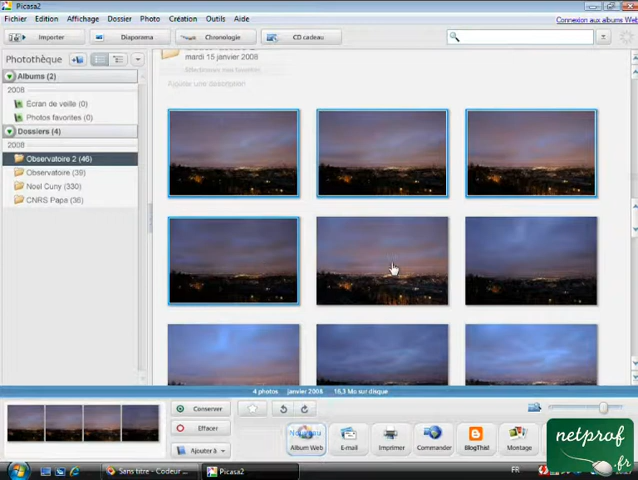 Picasa2
Fichier Edition Affichage Dossier Photo Création Outils Aide
Connexion aux albums Web
Importer Diaporama Chronologie CD cadeau
Photothèque
mardi 15 janvier 2008
Ajoute une description
Albums (2)
2008
Écran de veille (0)
Photos favorites (0)
Dossiers (4)
2008
Observatoire 2 (46)
Observatoire (39)
Noel Cuny (330)
CNRS Papa (36)
4 photos janvier 2008 16,3 Mo sur disque
Conserver
Effacer
Ajouter à
Nouveau
Album Web E-mail Imprimer Commander BlogThis! Montage
netprof
.fr
Sans titre - Codeur ... Picasa2 FR